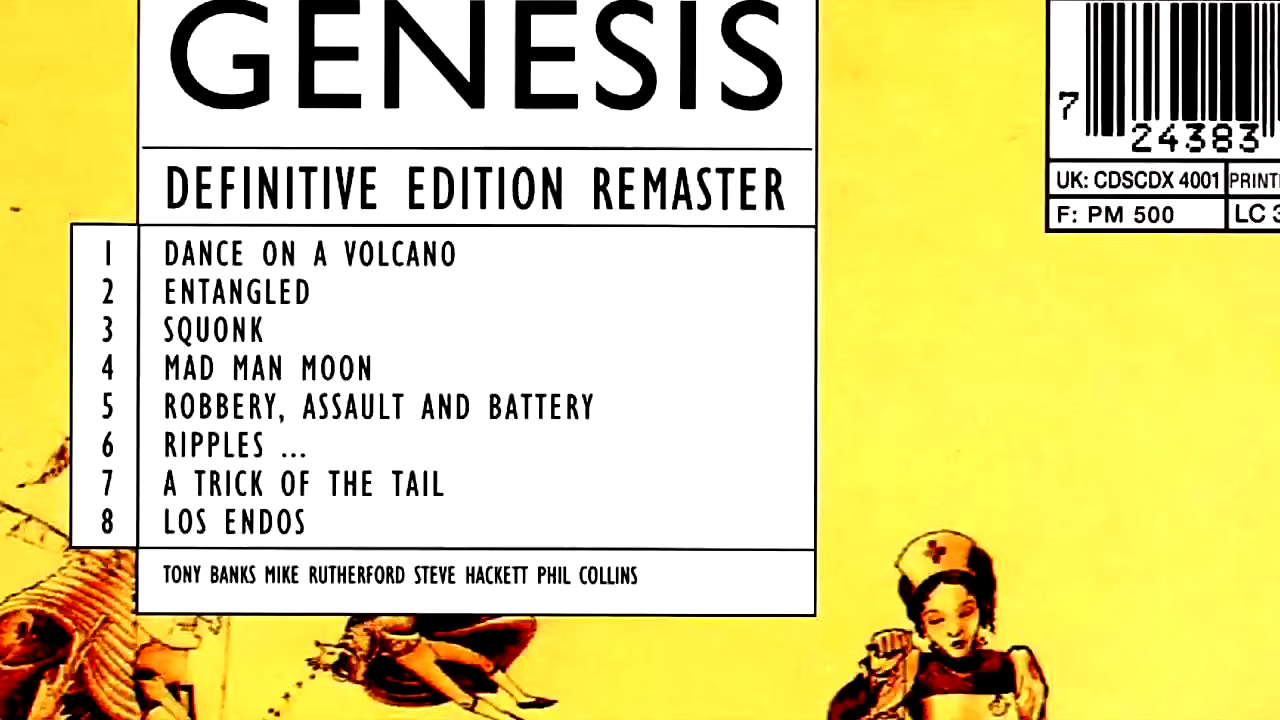 GENESIS
DEFINITIVE EDITION REMASTER
1 DANCE ON A VOLCANO
2 ENTANGLED
3 SQUONK
4 MAD MAN MOON
5 ROBBERY, ASSAULT AND BATTERY
6 RIPPLES ...
7 A TRICK OF THE TAIL
8 LOS ENDOS
TONY BANKS MIKE RUTHERFORD STEVE HACKETT PHIL COLLINS
7 24383
UK: CDSCDX 4001
F: PM 500
LC 3